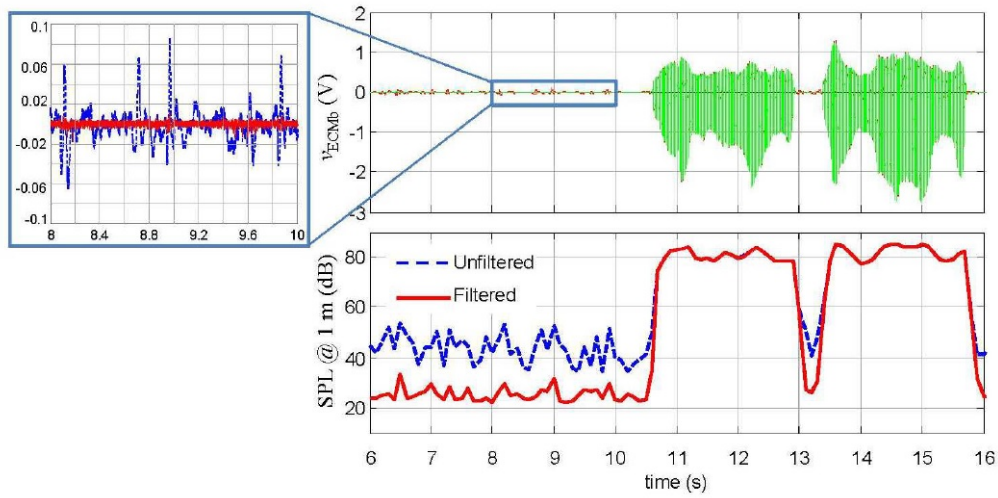 0.1
0.06
0.02
-0.02
-0.06
-0.1
8 8.4 8.8 9.2 9.6 10
2
1
0
-1
-2
-3
vECMb (V)
80
60
40
20
SPL @ 1 m (dB)
Unfiltered
Filtered
6 7 8 9 10 11 12 13 14 15 16
time (s)